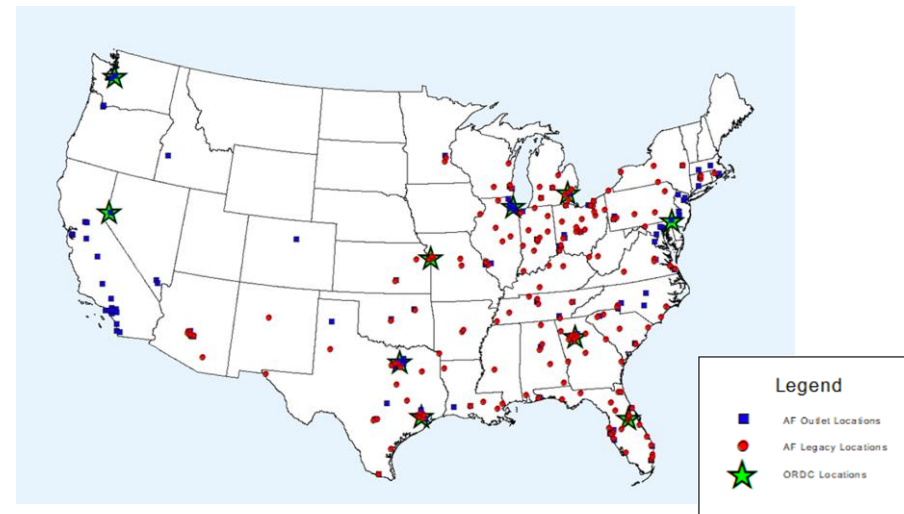 Legend
AF Outlet Locations
AF Legacy Locations
ORDC Locations